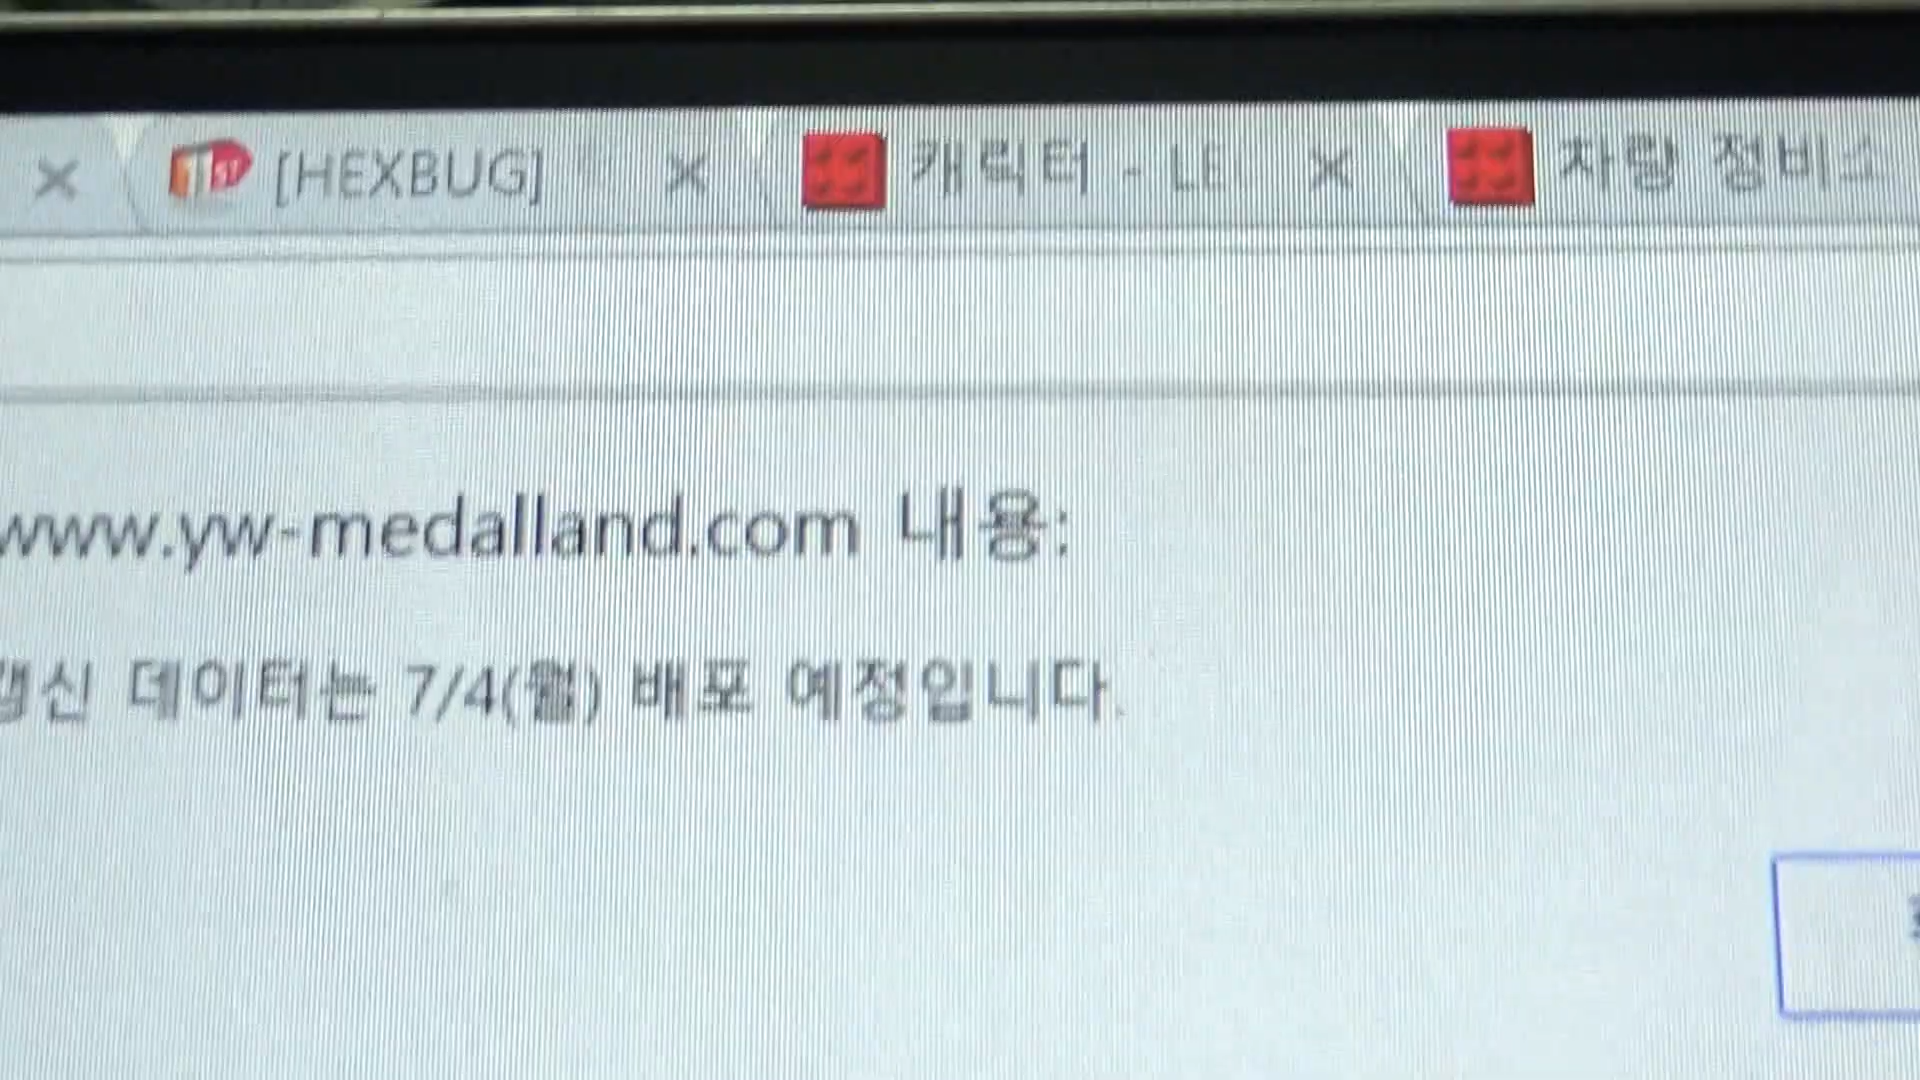 [HEXBUG]
캐릭터 - LE
차량 정비소
www.yw-medalland.com 내용:
갱신 데이터는 7/4(월) 배포 예정입니다.